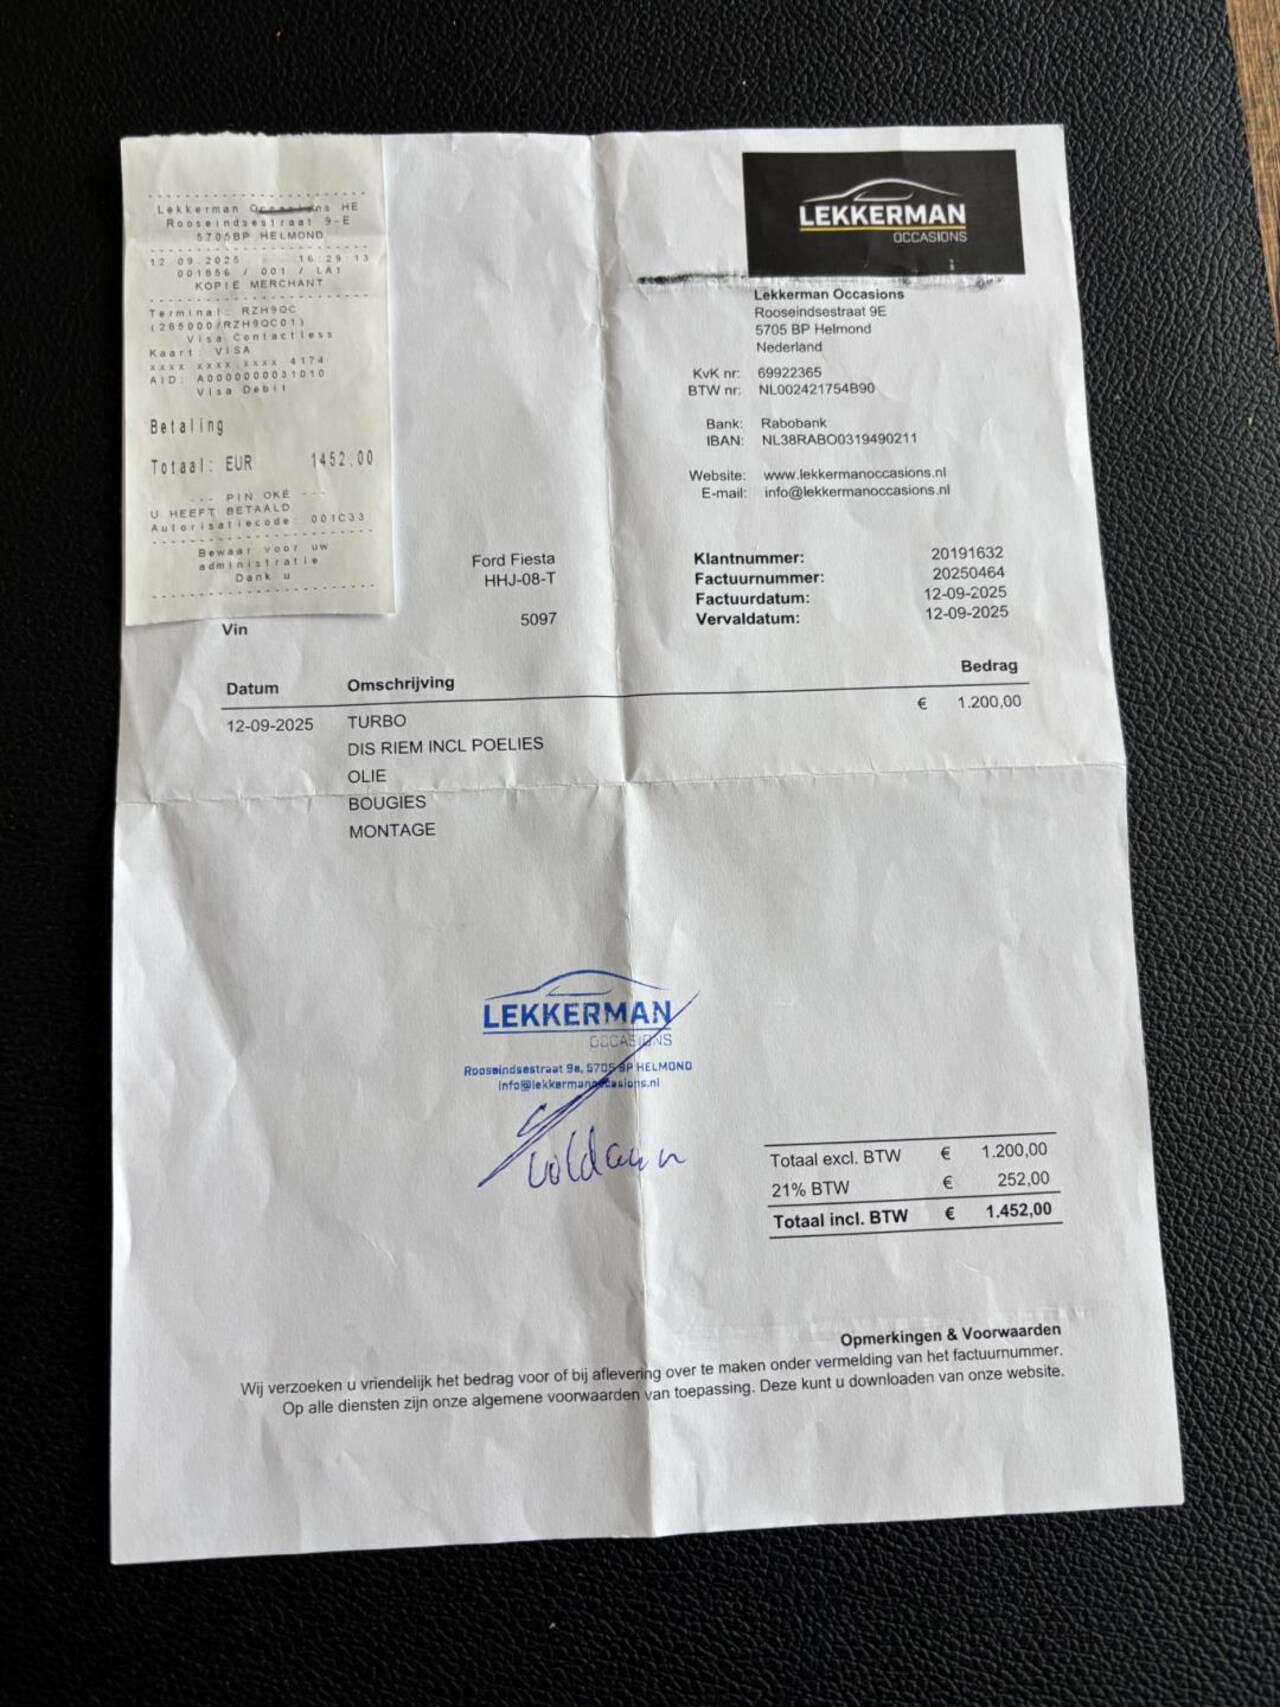 Lekkerman Occasions HE
Rooseindsestraat 9-E
5705BP HELMOND
12.09.2025 16:29:13
001856 / 001 / LA1
KOPIE MERCHANT
Terminal: RZH9QC
(285000/RZH9QC01)
Visa Contactless
Kaart: VISA
xxxx xxxx xxxx 4174
AID: A0000000031010
Visa Debit
Betaling
Totaal: EUR 1452.00
--- PIN OKÉ ---
U HEEFT BETAALD
Autorisatiecode: 001C33
Bewaar voor uw
administratie
Dank u
LEKKERMAN
OCCASIONS
Lekkerman Occasions
Rooseindsestraat 9E
5705 BP Helmond
Nederland
KvK nr: 69922365
BTW nr: NL002421754B90
Bank: Rabobank
IBAN: NL38RABO0319490211
Website: www.lekkermanoccasions.nl
E-mail: info@lekkermanoccasions.nl
Ford Fiesta
HHJ-08-T
Vin 5097
Klantnummer: 20191632
Factuurnummer: 20250464
Factuurdatum: 12-09-2025
Vervaldatum: 12-09-2025
Datum Omschrijving Bedrag
12-09-2025 TURBO € 1.200,00
DIS RIEM INCL POELIES
OLIE
BOUGIES
MONTAGE
LEKKERMAN
OCCASIONS
Rooseindsestraat 9e, 5705 BP HELMOND
info@lekkermanoccasions.nl
Totaal excl. BTW € 1.200,00
21% BTW € 252,00
Totaal incl. BTW € 1.452,00
Opmerkingen & Voorwaarden
Wij verzoeken u vriendelijk het bedrag voor of bij aflevering over te maken onder vermelding van het factuurnummer.
Op alle diensten zijn onze algemene voorwaarden van toepassing. Deze kunt u downloaden van onze website.